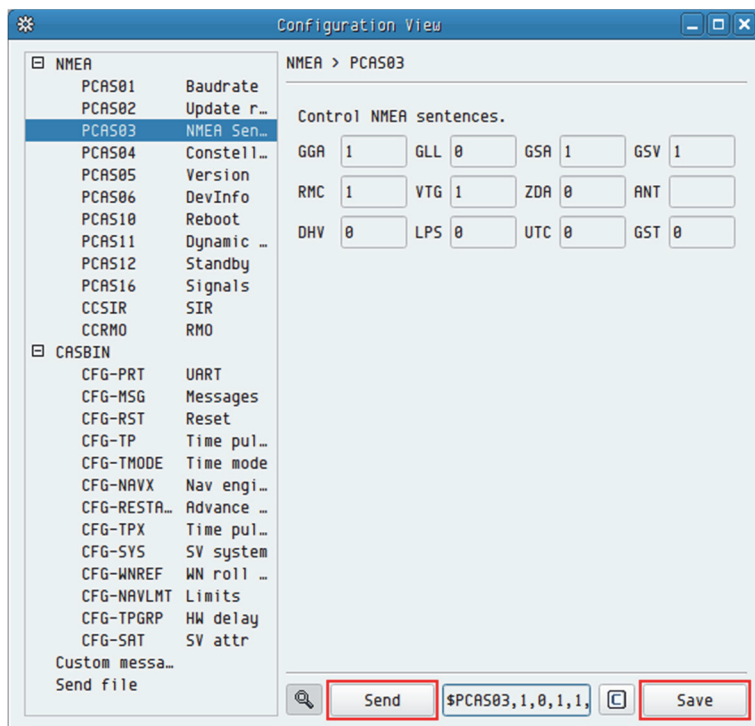 Configuration View
NMEA
PCAS01 Baudrate
PCAS02 Update r…
PCAS03 NMEA Sen…
PCAS04 Constell…
PCAS05 Version
PCAS06 DevInfo
PCAS10 Reboot
PCAS11 Dynamic …
PCAS12 Standby
PCAS16 Signals
CCSIR SIR
CCRMO RMO
CASBIN
CFG-PRT UART
CFG-MSG Messages
CFG-RST Reset
CFG-TP Time pul…
CFG-TMODE Time mode
CFG-NAVX Nav engi…
CFG-RESTA… Advance …
CFG-TPX Time pul…
CFG-SYS SV system
CFG-WNREF WN roll …
CFG-NAVLMT Limits
CFG-TPGRP HW delay
CFG-SAT SV attr
Custom messa…
Send file
NMEA > PCAS03
Control NMEA sentences.
GGA 1 GLL 0 GSA 1 GSV 1
RMC 1 VTG 1 ZDA 0 ANT
DHV 0 LPS 0 UTC 0 GST 0
Send $PCAS03,1,0,1,1, C Save